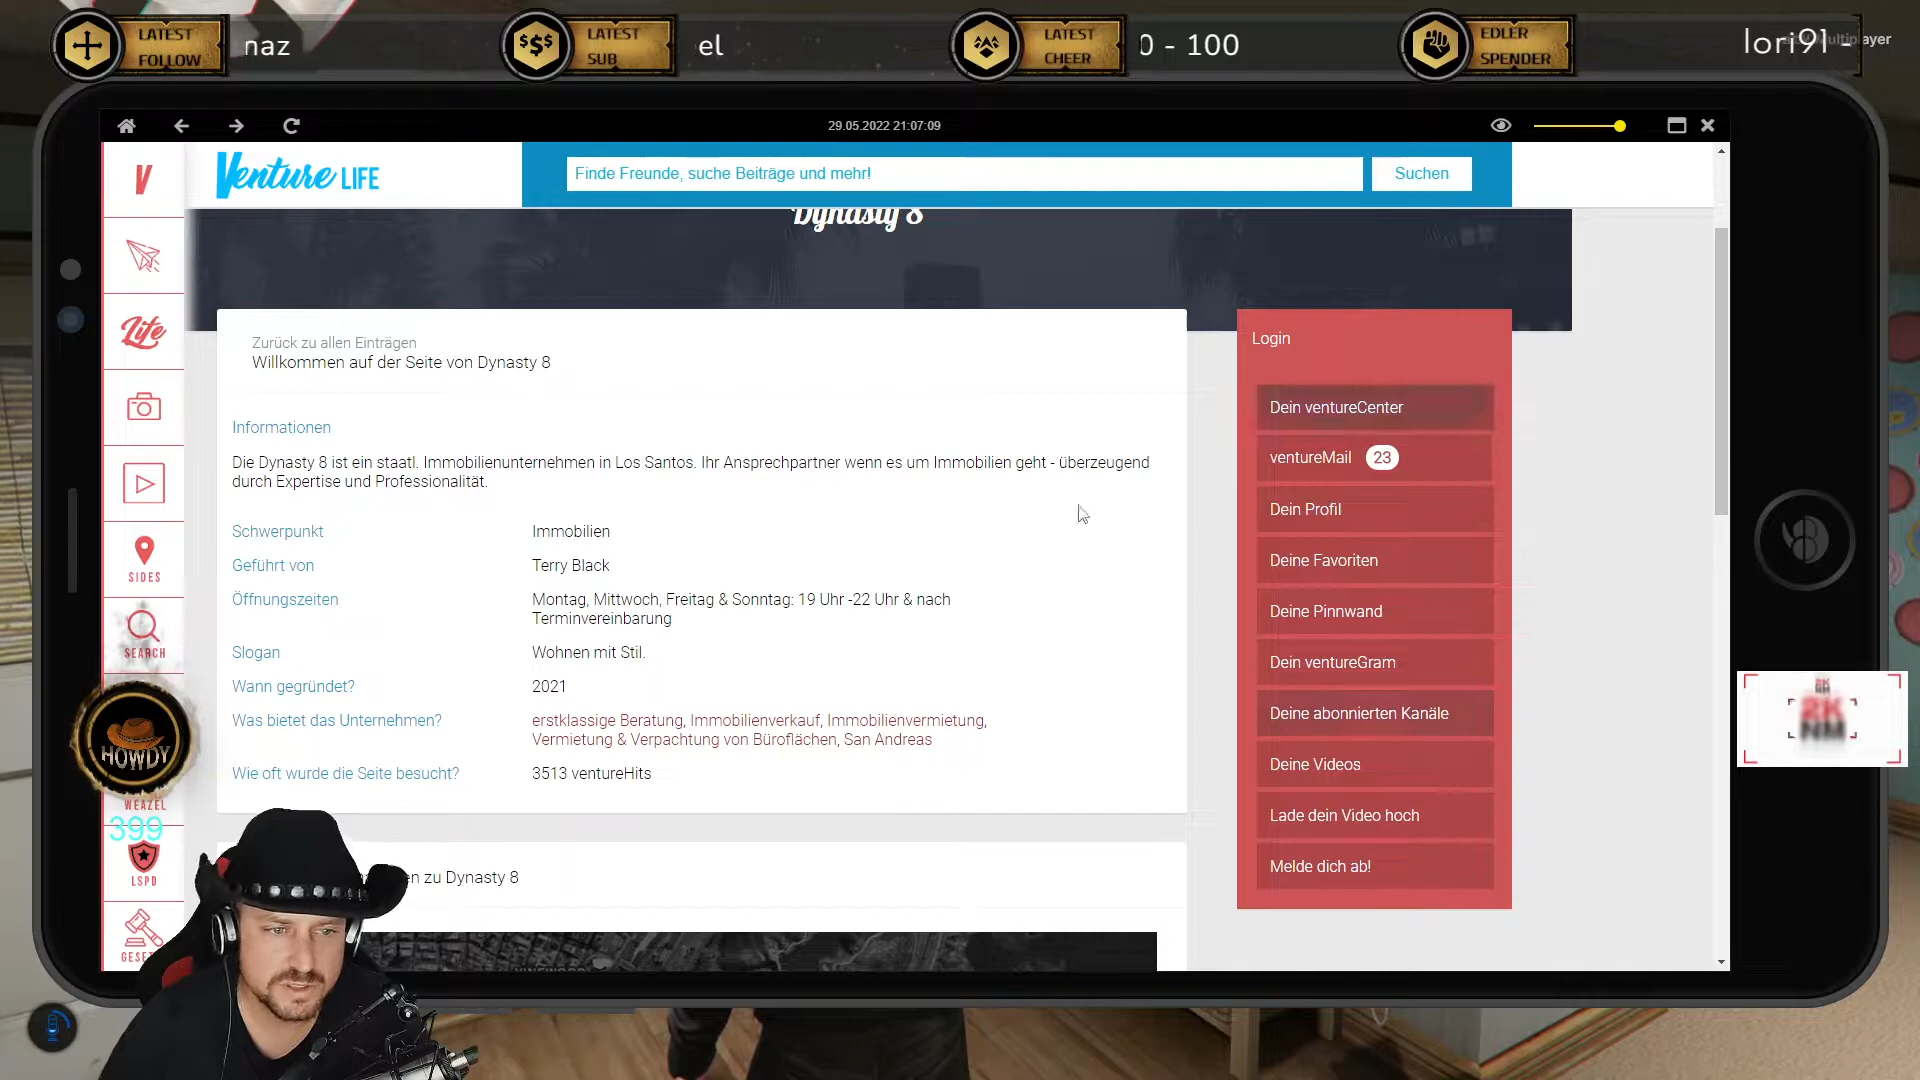 LATEST
FOLLOW
naz
$$$
LATEST
SUB
el
LATEST
CHEER
0 - 100
EDLER
SPENDER
lori91 -
29.05.2022 21:07:09
V
Venture LIFE
Finde Freunde, suche Beiträge und mehr!
Suchen
Dynasty 8
Life
SIDES
SEARCH
HOWDY
WEAZEL
399
LSPD
Zurück zu allen Einträgen
Willkommen auf der Seite von Dynasty 8
Informationen
Die Dynasty 8 ist ein staatl. Immobilienunternehmen in Los Santos. Ihr Ansprechpartner wenn es um Immobilien geht - überzeugend
durch Expertise und Professionalität.
Schwerpunkt
Immobilien
Geführt von
Terry Black
Öffnungszeiten
Montag, Mittwoch, Freitag & Sonntag: 19 Uhr -22 Uhr & nach
Terminvereinbarung
Slogan
Wohnen mit Stil.
Wann gegründet?
2021
Was bietet das Unternehmen?
erstklassige Beratung, Immobilienverkauf, Immobilienvermietung,
Vermietung & Verpachtung von Büroflächen, San Andreas
Wie oft wurde die Seite besucht?
3513 ventureHits
zu Dynasty 8
Login
Dein ventureCenter
ventureMail 23
Dein Profil
Deine Favoriten
Deine Pinnwand
Dein ventureGram
Deine abonnierten Kanäle
Deine Videos
Lade dein Video hoch
Melde dich ab!